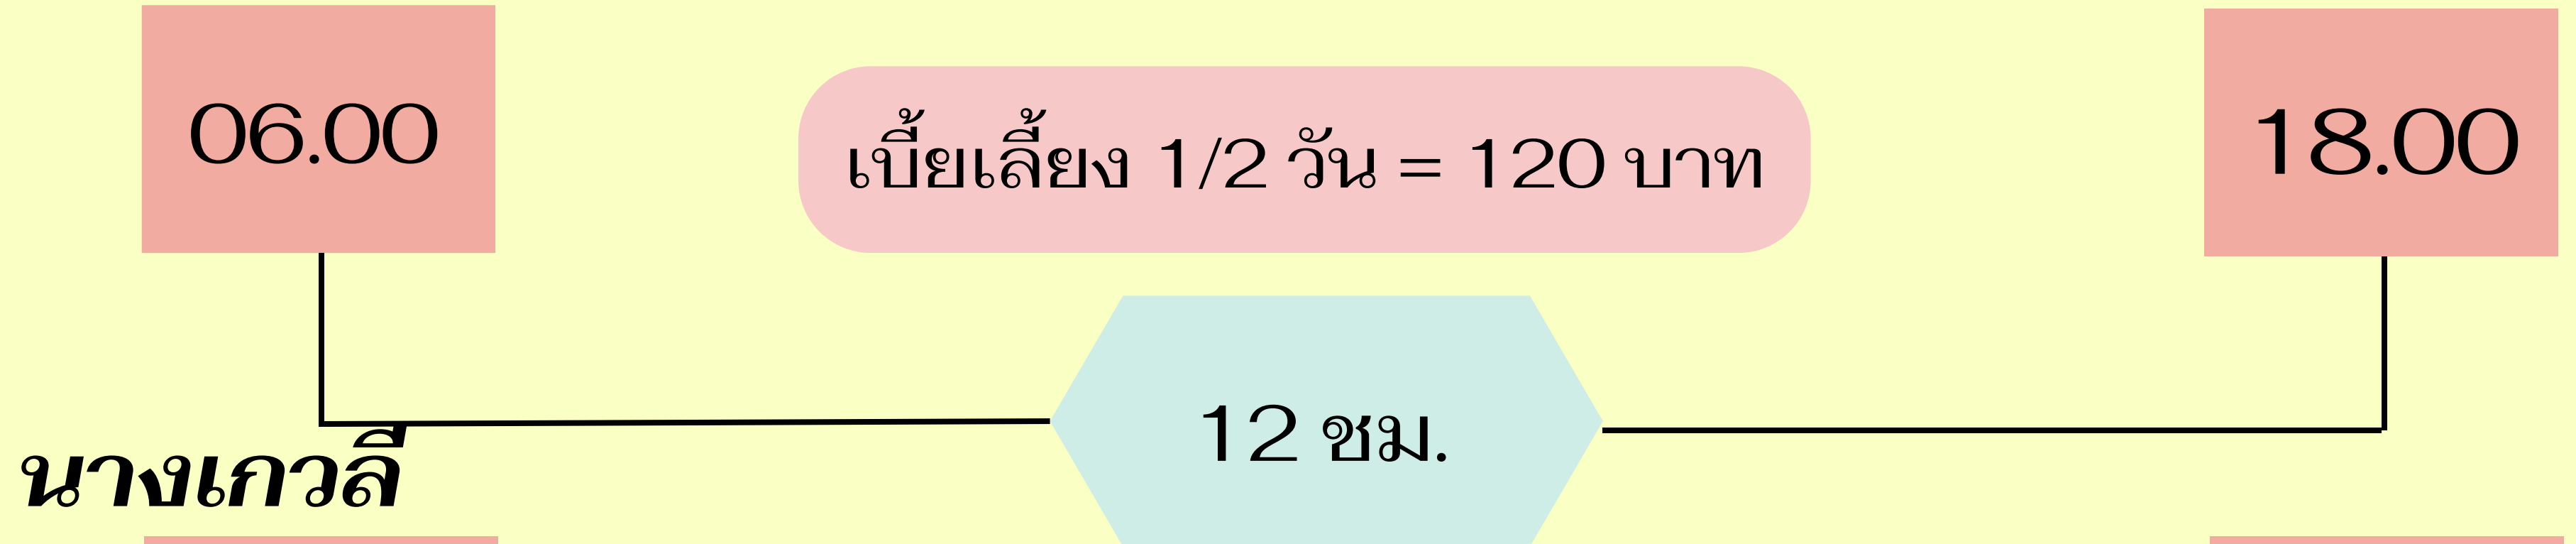 06.00
เบี้ยเลี้ยง 1/2 วัน = 120 บาท
18.00
12 ชม.
นางเกวลี